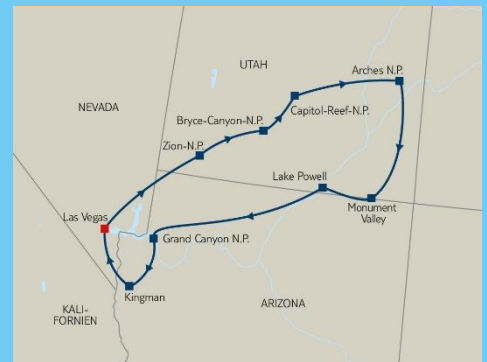 UTAH
Arches N.P.
NEVADA
Capitol-Reef-N.P.
Bryce-Canyon-N.P.
Zion-N.P.
Lake Powell
Monument
Valley
Las Vegas
Grand Canyon N.P.
Kingman
KALI-
FORNIEN
ARIZONA